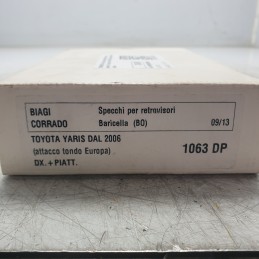 BIAGI Specchi per retrovisori
CORRADO Baricella (BO) 09/13
TOYOTA YARIS DAL 2006
(attacco tondo Europa) 1063 DP
DX. + PIATT.